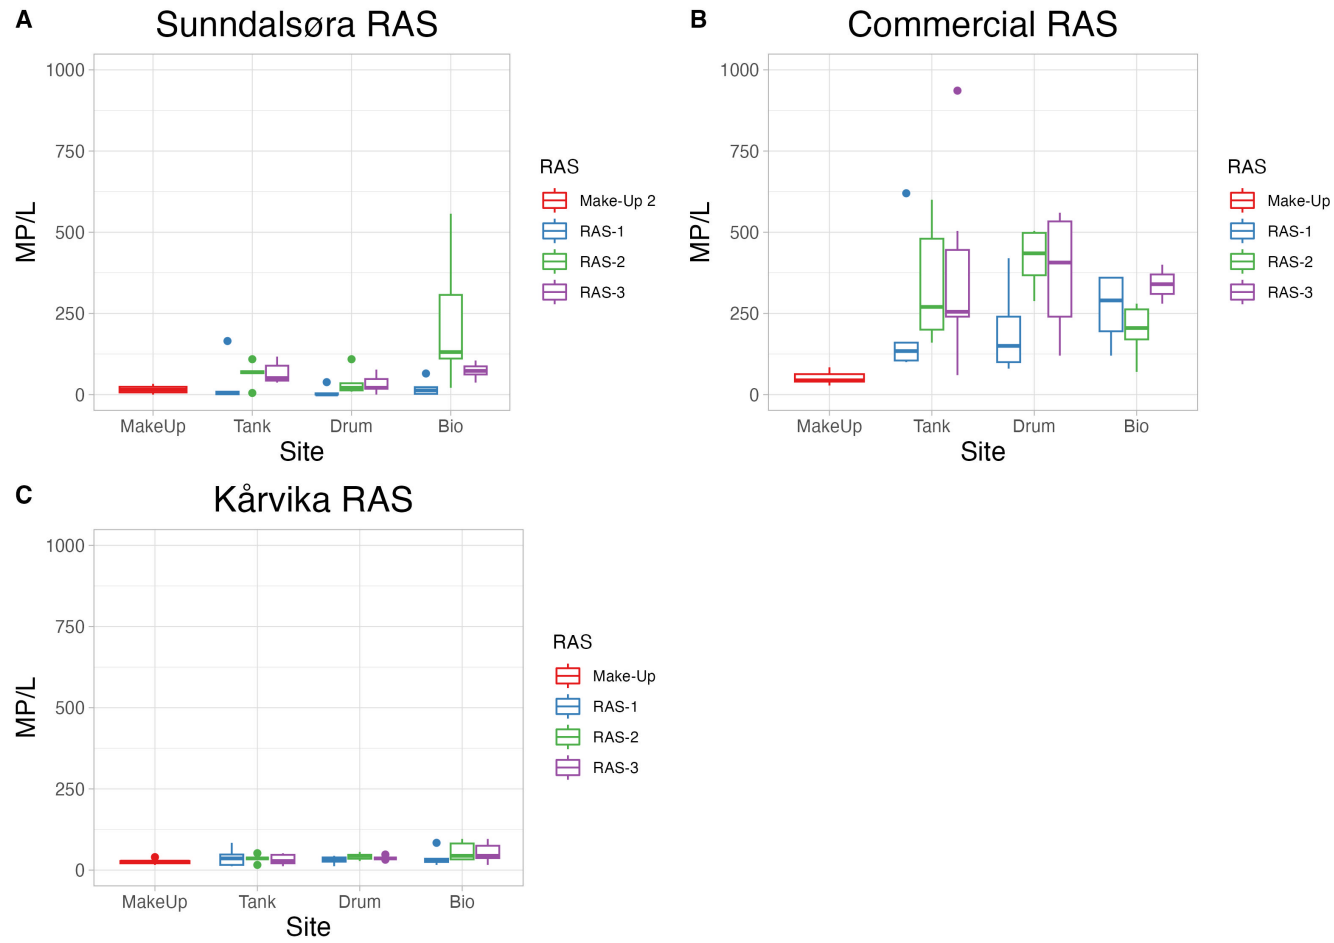 A
Sunndalsøra RAS
1000
750
500
250
0
MP/L
MakeUp Tank Drum Bio
Site
RAS
Make-Up 2
RAS-1
RAS-2
RAS-3
B
Commercial RAS
1000
750
500
250
0
MP/L
MakeUp Tank Drum Bio
Site
RAS
Make-Up
RAS-1
RAS-2
RAS-3
C
Kårvika RAS
1000
750
500
250
0
MP/L
MakeUp Tank Drum Bio
Site
RAS
Make-Up
RAS-1
RAS-2
RAS-3